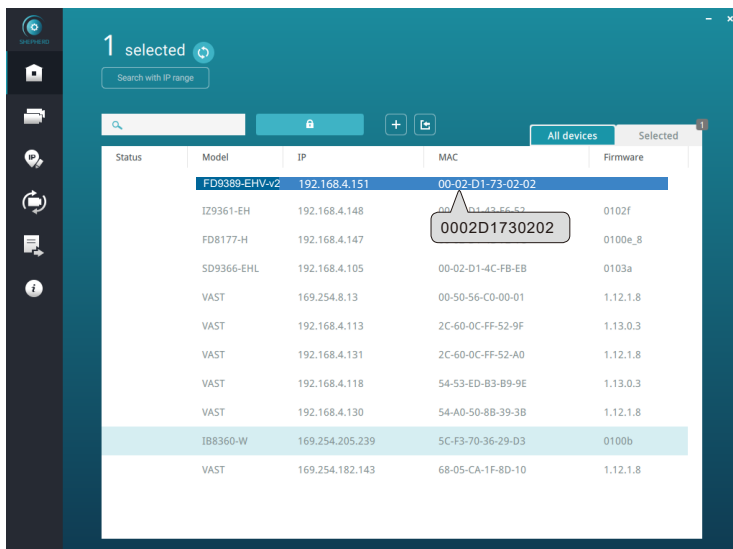 SHEPHERD
1 selected
Search with IP range
All devices Selected 1
Status Model IP MAC Firmware
FD9389-EHV-v2 192.168.4.151 00-02-D1-73-02-02
IZ9361-EH 192.168.4.148 0102f
0002D1730202
FD8177-H 192.168.4.147 0100e_8
SD9366-EHL 192.168.4.105 00-02-D1-4C-FB-EB 0103a
VAST 169.254.8.13 00-50-56-C0-00-01 1.12.1.8
VAST 192.168.4.113 2C-60-0C-FF-52-9F 1.13.0.3
VAST 192.168.4.131 2C-60-0C-FF-52-A0 1.12.1.8
VAST 192.168.4.118 54-53-ED-B3-B9-9E 1.13.0.3
VAST 192.168.4.130 54-A0-50-8B-39-3B 1.12.1.8
IB8360-W 169.254.205.239 5C-F3-70-36-29-D3 0100b
VAST 169.254.182.143 68-05-CA-1F-8D-10 1.12.1.8
IP
i